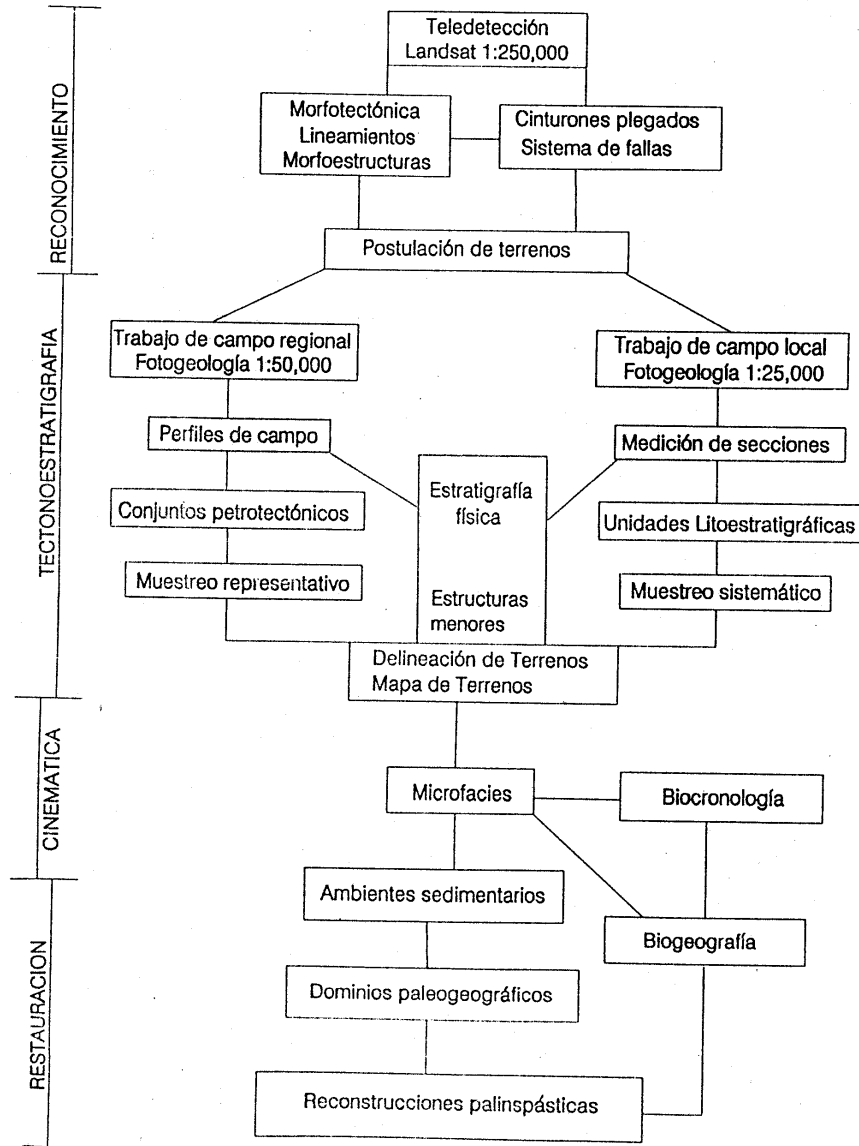 Teledetección
Landsat 1:250,000
RECONOCIMIENTO
Morfotectónica
Lineamientos
Morfoestructuras
Cinturones plegados
Sistema de fallas
Postulación de terrenos
TECTONOESTRATIGRAFIA
Trabajo de campo regional
Fotogeología 1:50,000
Trabajo de campo local
Fotogeología 1:25,000
Perfiles de campo
Medición de secciones
Estratigrafía
física
Conjuntos petrotectónicos
Unidades Litoestratigráficas
Muestreo representativo
Muestreo sistemático
Estructuras
menores
Delineación de Terrenos
Mapa de Terrenos
CINEMATICA
Microfacies
Biocronología
RESTAURACION
Ambientes sedimentarios
Biogeografía
Dominios paleogeográficos
Reconstrucciones palinspásticas